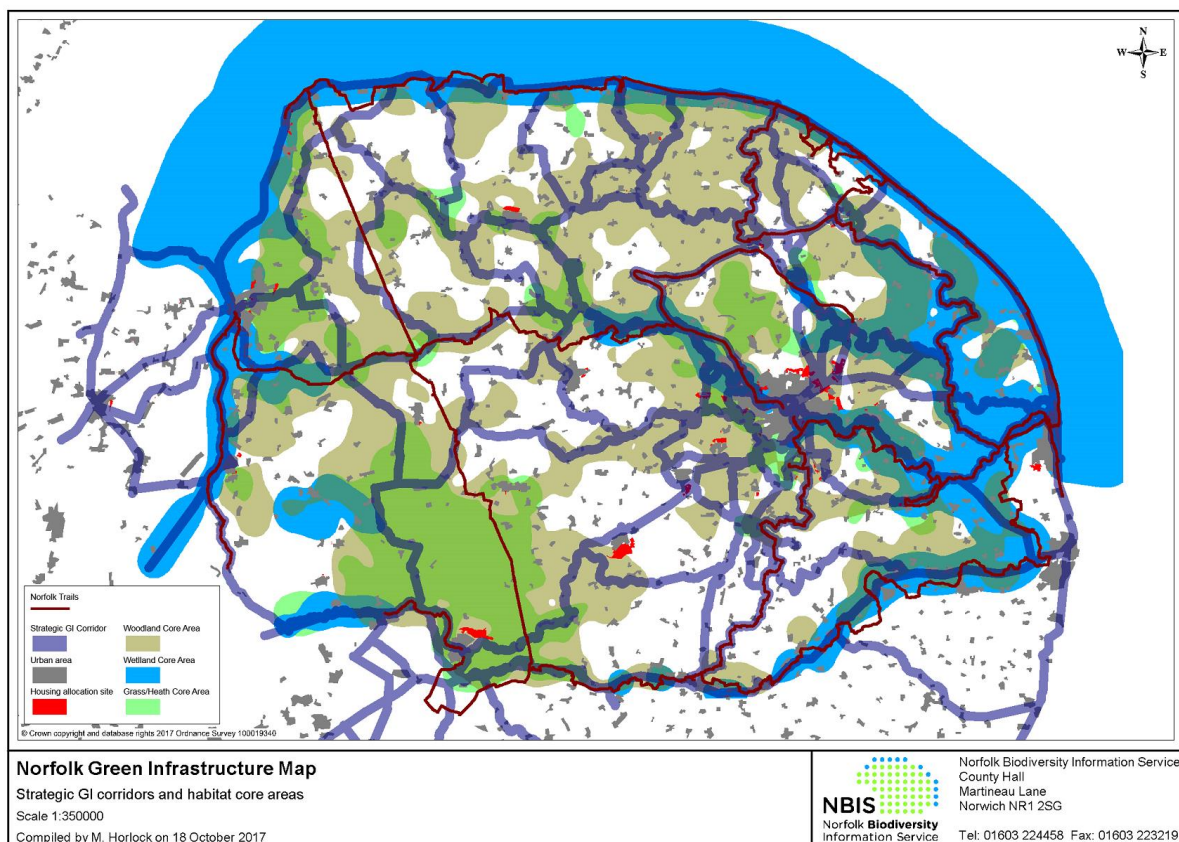 N
W E
S
Norfolk Trails
Strategic GI Corridor
Woodland Core Area
Urban area
Wetland Core Area
Housing allocation site
Grass/Heath Core Area
© Crown copyright and database rights 2017 Ordnance Survey 100019340
Norfolk Green Infrastructure Map
Strategic GI corridors and habitat core areas
Scale 1:350000
Compiled by M. Horlock on 18 October 2017
NBIS
Norfolk Biodiversity
Information Service
Norfolk Biodiversity Information Service
County Hall
Martineau Lane
Norwich NR1 2SG
Tel: 01603 224458 Fax: 01603 223219